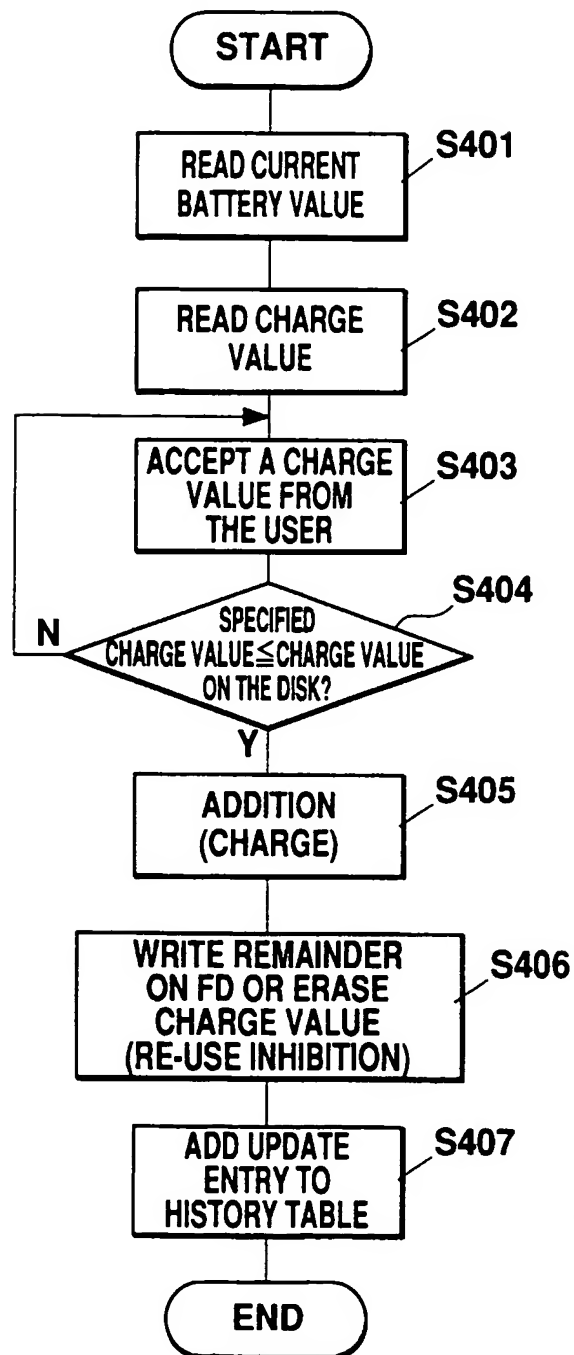 START
S401
READ CURRENT
BATTERY VALUE
S402
READ CHARGE
VALUE
S403
ACCEPT A CHARGE
VALUE FROM
THE USER
S404
N
SPECIFIED
CHARGE VALUE≦CHARGE VALUE
ON THE DISK?
Y
S405
ADDITION
(CHARGE)
S406
WRITE REMAINDER
ON FD OR ERASE
CHARGE VALUE
(RE-USE INHIBITION)
S407
ADD UPDATE
ENTRY TO
HISTORY TABLE
END